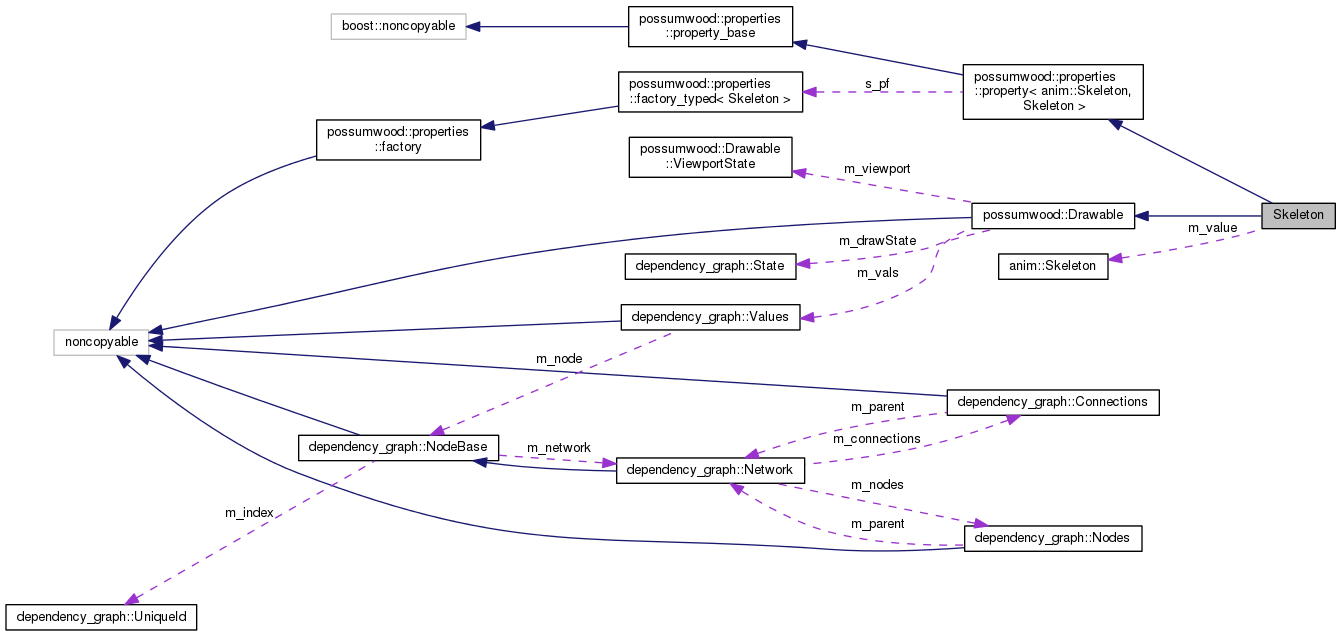 boost::noncopyable
possumwood::properties
::property_base
possumwood::properties
::property< anim::Skeleton,
Skeleton >
possumwood::properties
::factory_typed< Skeleton >
s_pf
possumwood::properties
::factory
possumwood::Drawable
::ViewportState
m_viewport
possumwood::Drawable
Skeleton
m_value
m_drawState
dependency_graph::State
anim::Skeleton
m_vals
dependency_graph::Values
noncopyable
m_node
dependency_graph::Connections
m_parent
m_connections
dependency_graph::NodeBase
m_network
dependency_graph::Network
m_nodes
m_index
m_parent
dependency_graph::Nodes
dependency_graph::UniqueId